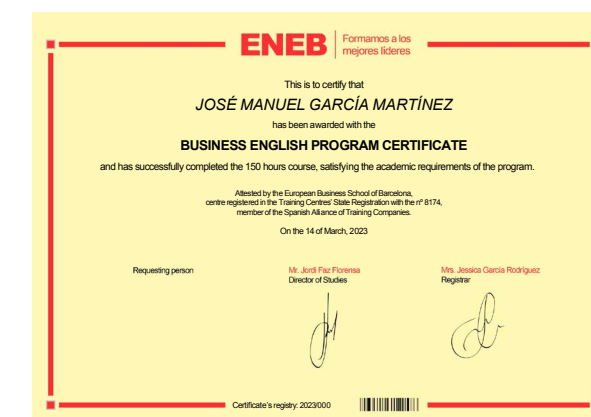 ENEB
Formamos a los
mejores líderes
This is to certify that
JOSÉ MANUEL GARCÍA MARTÍNEZ
has been awarded with the
BUSINESS ENGLISH PROGRAM CERTIFICATE
and has successfully completed the 150 hours course, satisfying the academic requirements of the program.
Attested by the European Business School of Barcelona,
centre registered in the Training Centres' State Registration with the nº 8174,
member of the Spanish Alliance of Training Companies.
On the 14 of March, 2023
Requesting person
Mr. Jordi Faz Florensa
Director of Studies
Mrs. Jessica García Rodríguez
Registrar
Certificate's registry: 2023/000